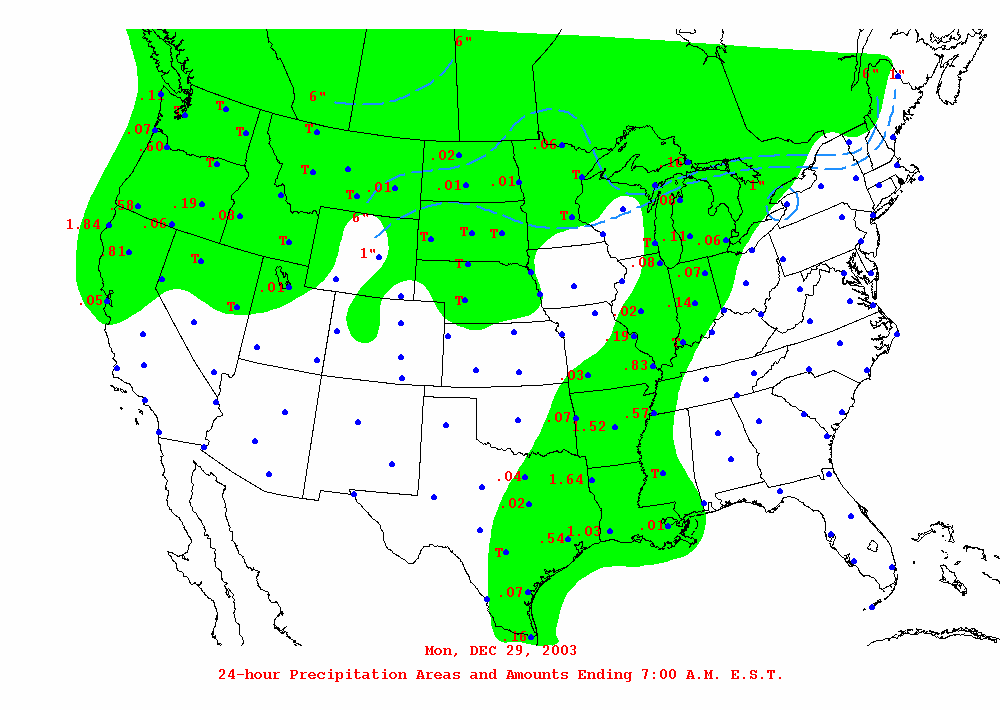 6"
6" 1"
6"
.11 T T
.07 T T
.60
.06
.02
T .10
T
T
T .01 .01 .01
1"
.58 .19 .08
.08
6" T
1.84 .06
T T T T T .11 .06
.81 1"
T T .08
.07
.01
.05 T T .14
.02
.19
T
.83
.03
.07 .57
1.52
.04 1.64 T
.02
1.03 .01
.54
T
.07
.16
Mon, DEC 29, 2003
24-hour Precipitation Areas and Amounts Ending 7:00 A.M. E.S.T.